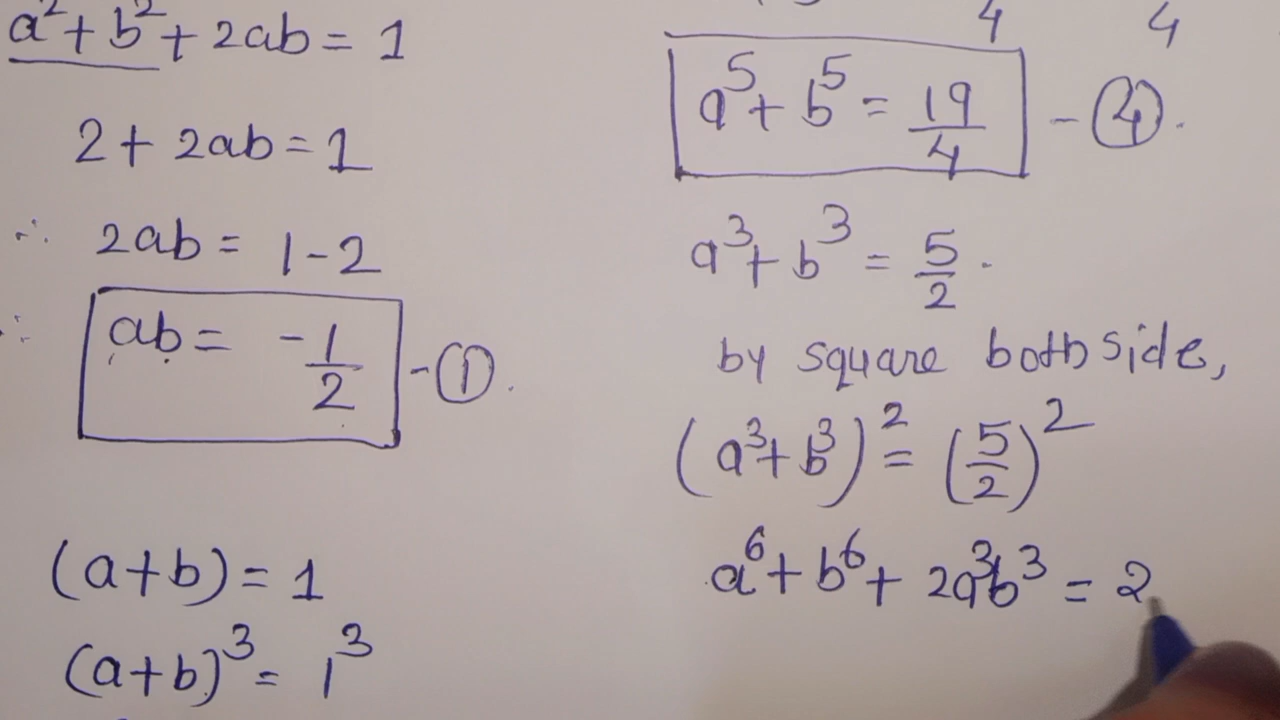 a² + b² + 2ab = 1
2 + 2ab = 1
∴ 2ab = 1 - 2
∴ ab = -1/2 - ①.
(a+b) = 1
(a+b)³ = 1³
4 4
a⁵ + b⁵ = 19/4 - ④.
a³ + b³ = 5/2.
by square both side,
(a³ + b³)² = (5/2)²
a⁶ + b⁶ + 2a³b³ = 2